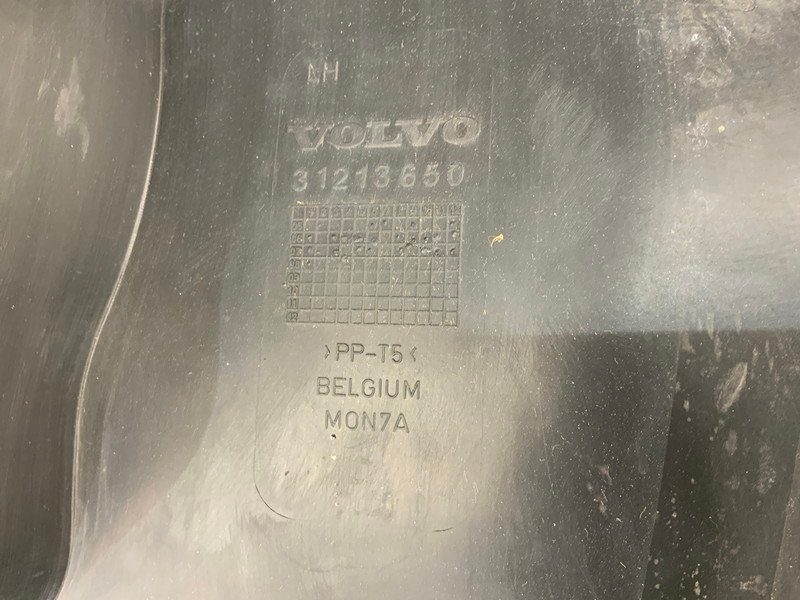 LH
VOLVO
31213650
>PP-T5<
BELGIUM
MON7A